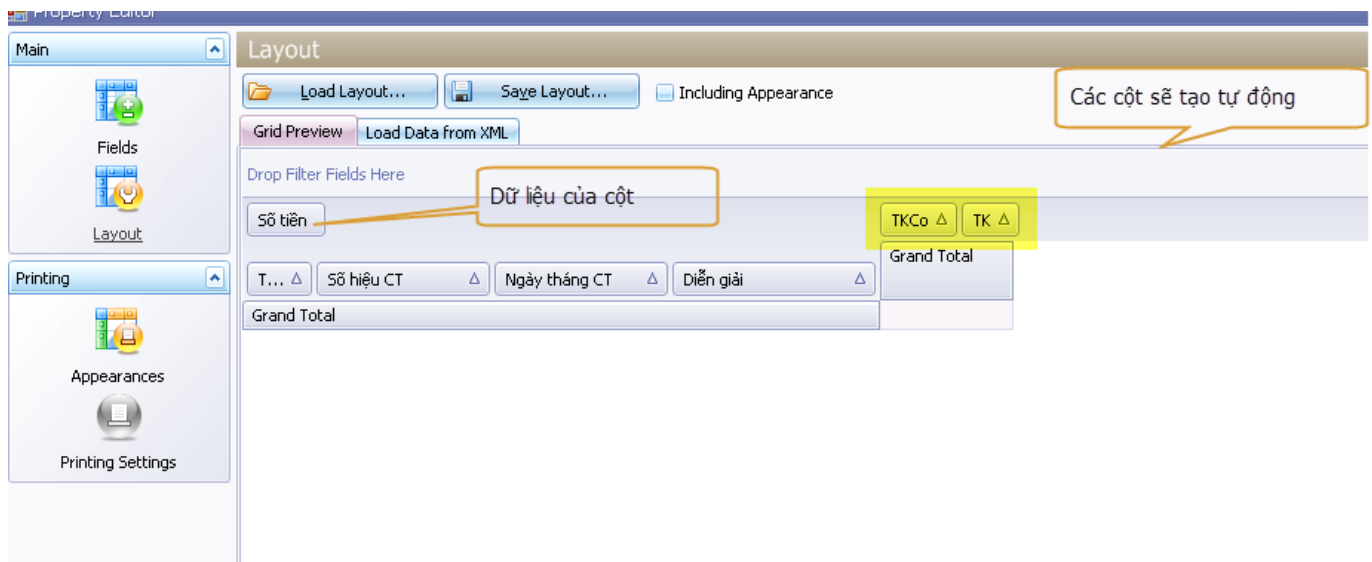 Property Editor
Main
Fields
Layout
Printing
Appearances
Printing Settings
Layout
Load Layout... Save Layout... Including Appearance
Các cột sẽ tạo tự động
Grid Preview Load Data from XML
Drop Filter Fields Here
Dữ liệu của cột
Số tiền
TKCo TK
Grand Total
T... Số hiệu CT Ngày tháng CT Diễn giải
Grand Total